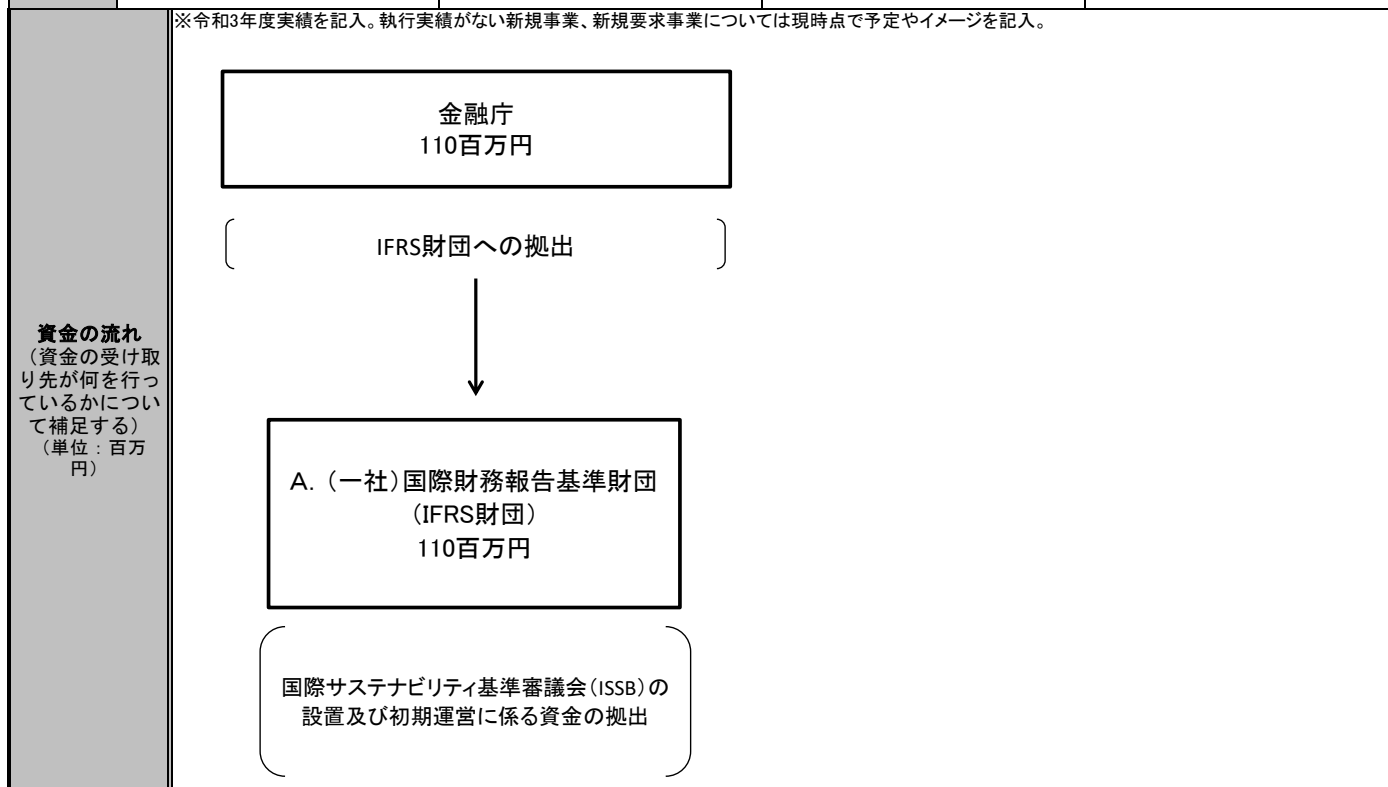 ※令和3年度実績を記入。執行実績がない新規事業、新規要求事業については現時点で予定やイメージを記入。
資金の流れ
（資金の受け取
り先が何を行っ
ているかについ
て補足する）
（単位：百万
円）
金融庁
110百万円
IFRS財団への拠出
A．（一社）国際財務報告基準財団
（IFRS財団）
110百万円
国際サステナビリティ基準審議会（ISSB）の
設置及び初期運営に係る資金の拠出